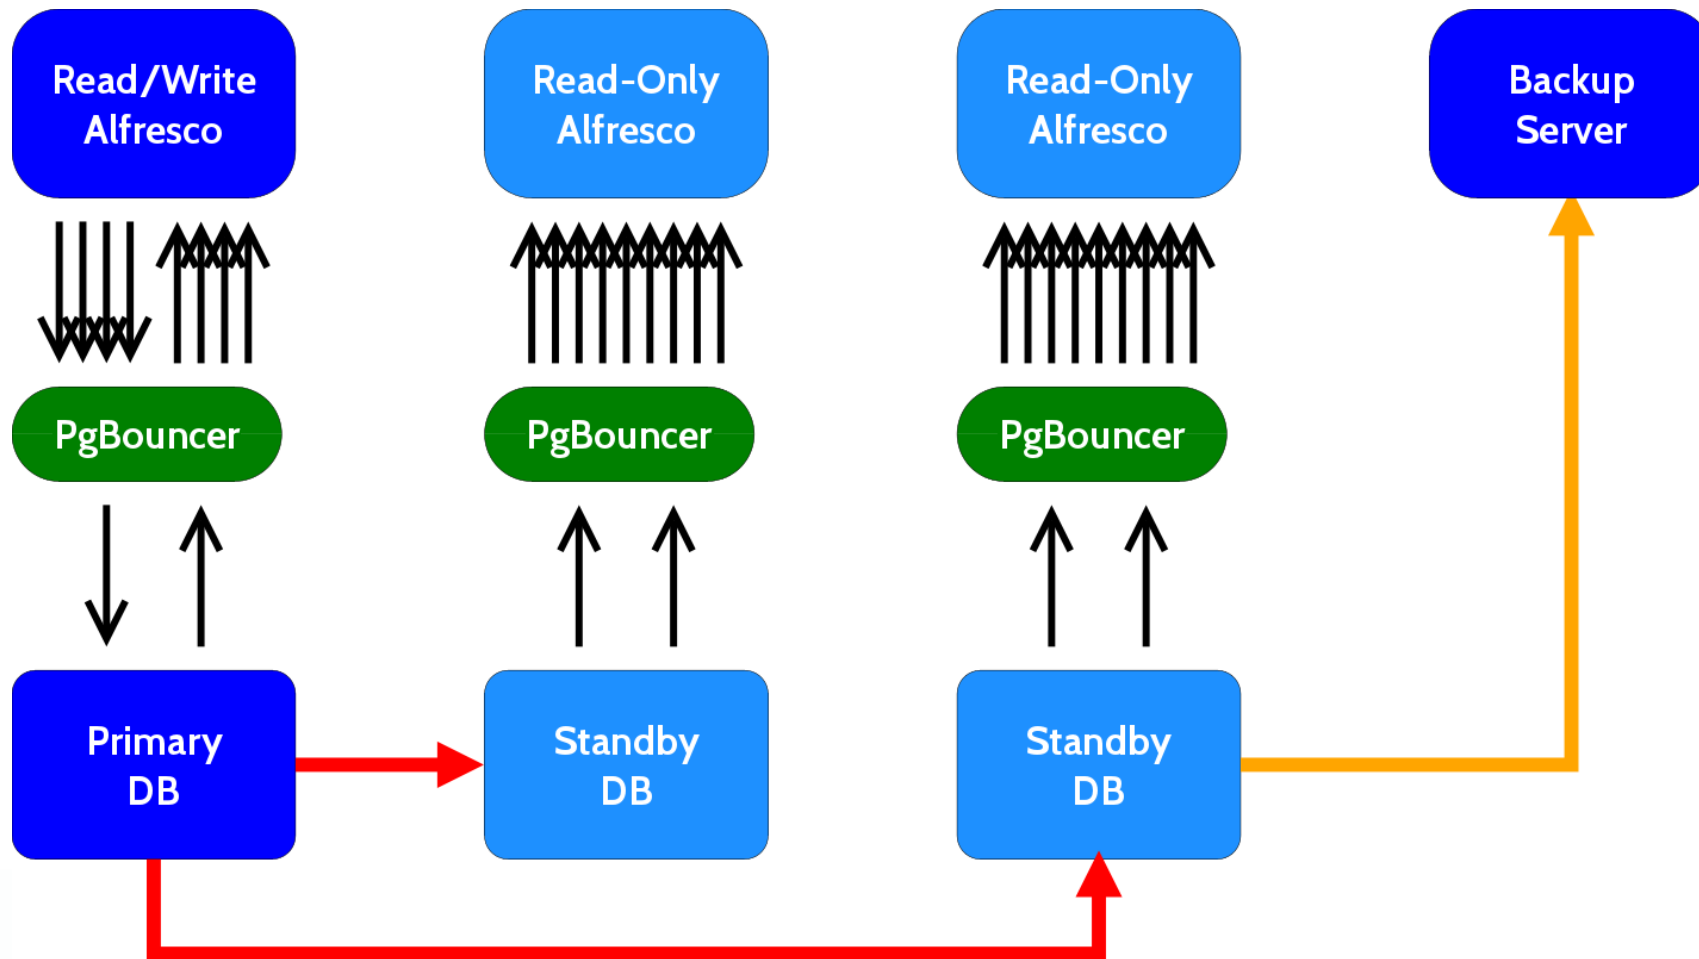 Read/Write
Alfresco
Read-Only
Alfresco
Read-Only
Alfresco
Backup
Server
PgBouncer
PgBouncer
PgBouncer
Primary
DB
Standby
DB
Standby
DB